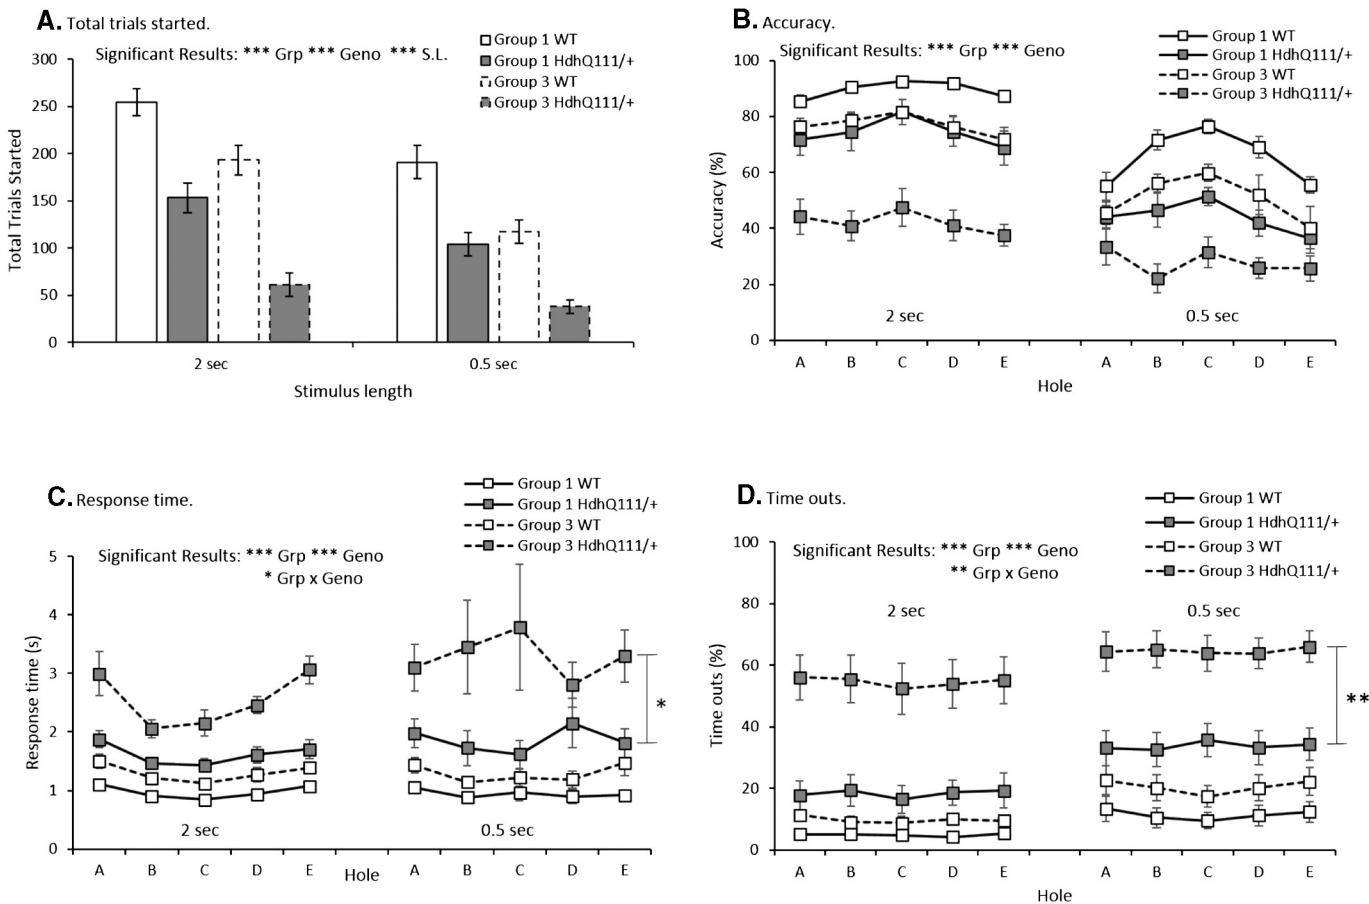 A. Total trials started.
Significant Results: *** Grp *** Geno *** S.L.
Group 1 WT
Group 1 HdhQ111/+
Group 3 WT
Group 3 HdhQ111/+
Total Trials Started
300
250
200
150
100
50
0
2 sec
0.5 sec
Stimulus length
B. Accuracy.
Significant Results: *** Grp *** Geno
Group 1 WT
Group 1 HdhQ111/+
Group 3 WT
Group 3 HdhQ111/+
Accuracy (%)
100
80
60
40
20
0
2 sec
0.5 sec
A B C D E A B C D E
Hole
C. Response time.
Group 1 WT
Group 1 HdhQ111/+
Group 3 WT
Group 3 HdhQ111/+
Significant Results: *** Grp *** Geno
* Grp x Geno
Response time (s)
5
4
3
2
1
0
*
2 sec
0.5 sec
A B C D E Hole A B C D E
D. Time outs.
Group 1 WT
Group 1 HdhQ111/+
Group 3 WT
Group 3 HdhQ111/+
Significant Results: *** Grp *** Geno
** Grp x Geno
Time outs (%)
100
80
60
40
20
0
2 sec
0.5 sec
**
A B C D E A B C D E
Hole